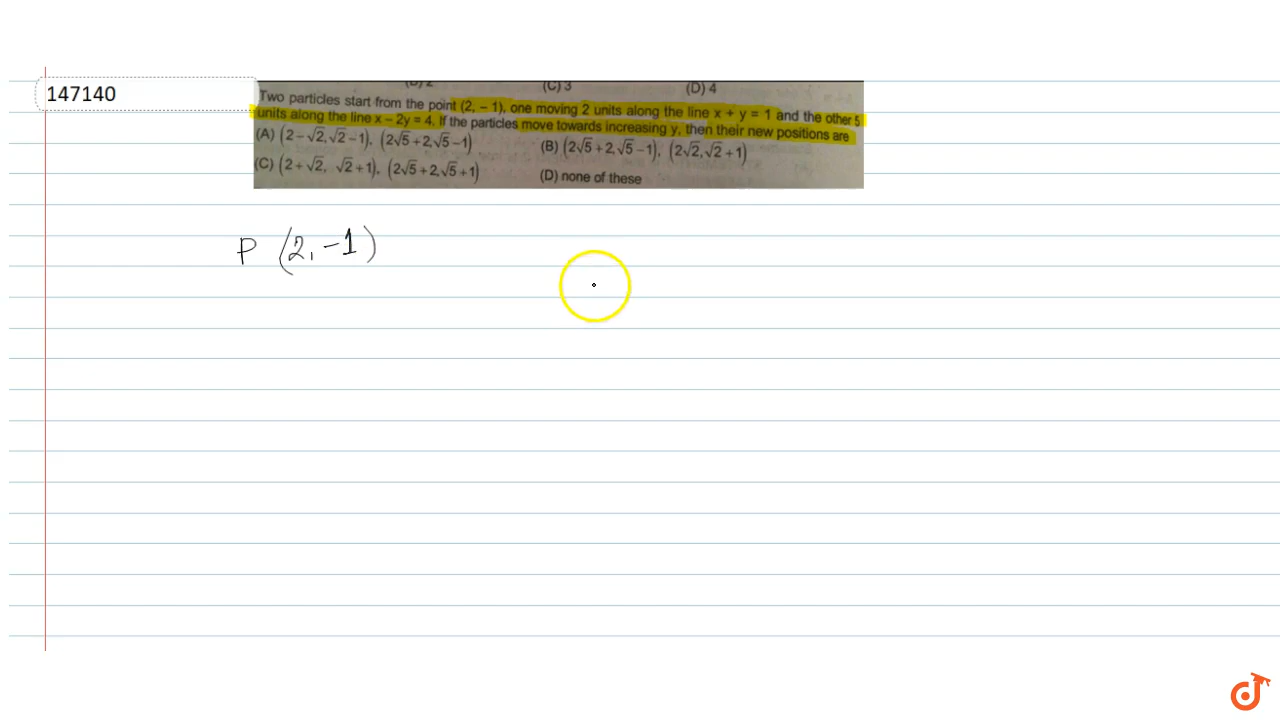 147140
(B) 2 (C) 3 (D) 4
Two particles start from the point (2, – 1), one moving 2 units along the line x + y = 1 and the other 5
units along the line x – 2y = 4. If the particles move towards increasing y, then their new positions are
(A) (2 – √2, √2 – 1), (2√5 + 2, √5 – 1) (B) (2√5 + 2, √5 – 1), (2√2, √2 + 1)
(C) (2 + √2, √2 + 1), (2√5 + 2, √5 + 1) (D) none of these
P (2, -1)